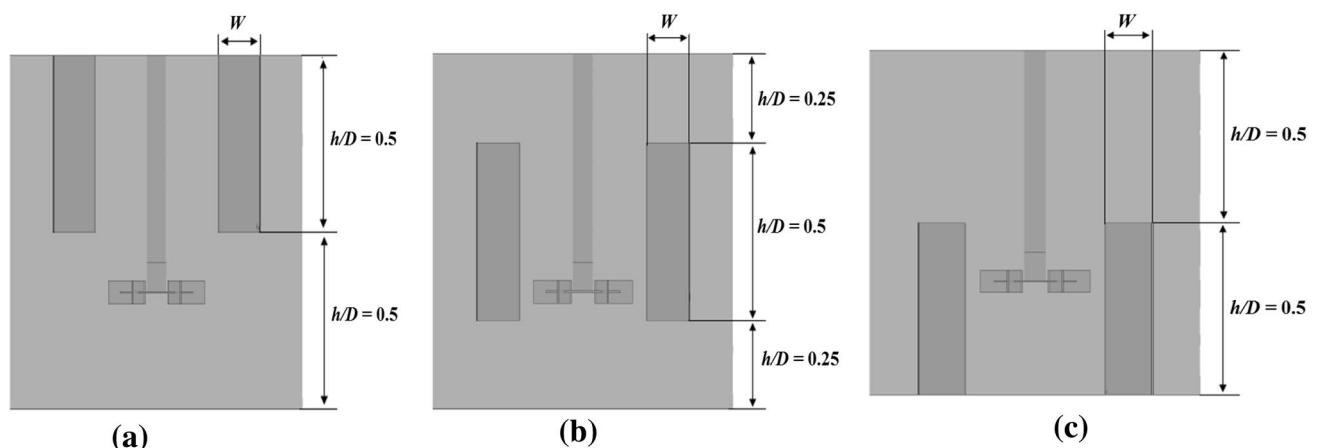 W
h/D = 0.5
h/D = 0.5
(a)
W
h/D = 0.25
h/D = 0.5
h/D = 0.25
(b)
W
h/D = 0.5
h/D = 0.5
(c)